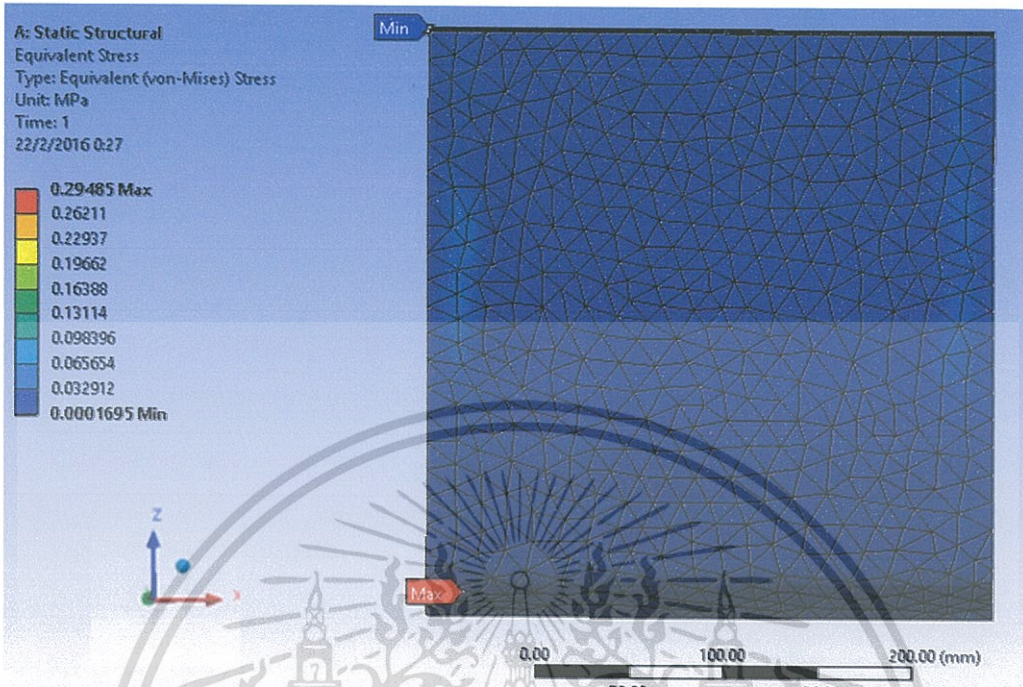 A: Static Structural
Equivalent Stress
Type: Equivalent (von-Mises) Stress
Unit: MPa
Time: 1
22/2/2016 0:27
0.29485 Max
0.26211
0.22937
0.19662
0.16388
0.13114
0.098396
0.065654
0.032912
0.0001695 Min
Min
Max
Z
X
0.00 100.00 200.00 (mm)